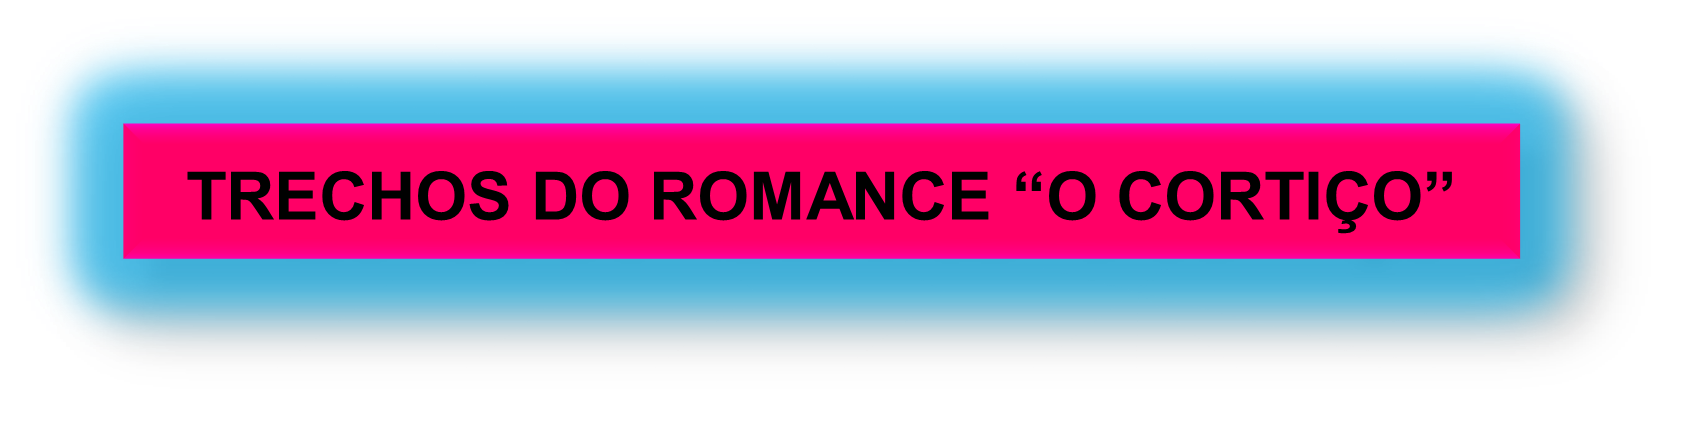 TRECHOS DO ROMANCE “O CORTIÇO”